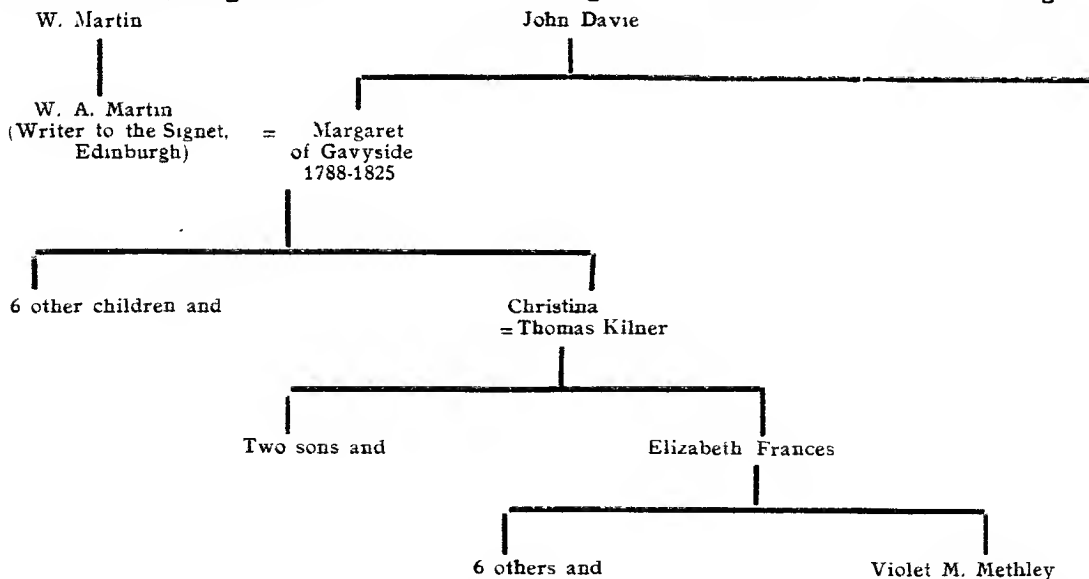 W. Martin
John Davie
W. A. Martin
(Writer to the Signet,
Edinburgh)
=
Margaret
of Gavyside
1788-1825
6 other children and
Christina
=Thomas Kilner
Two sons and
Elizabeth Frances
6 others and
Violet M. Methley